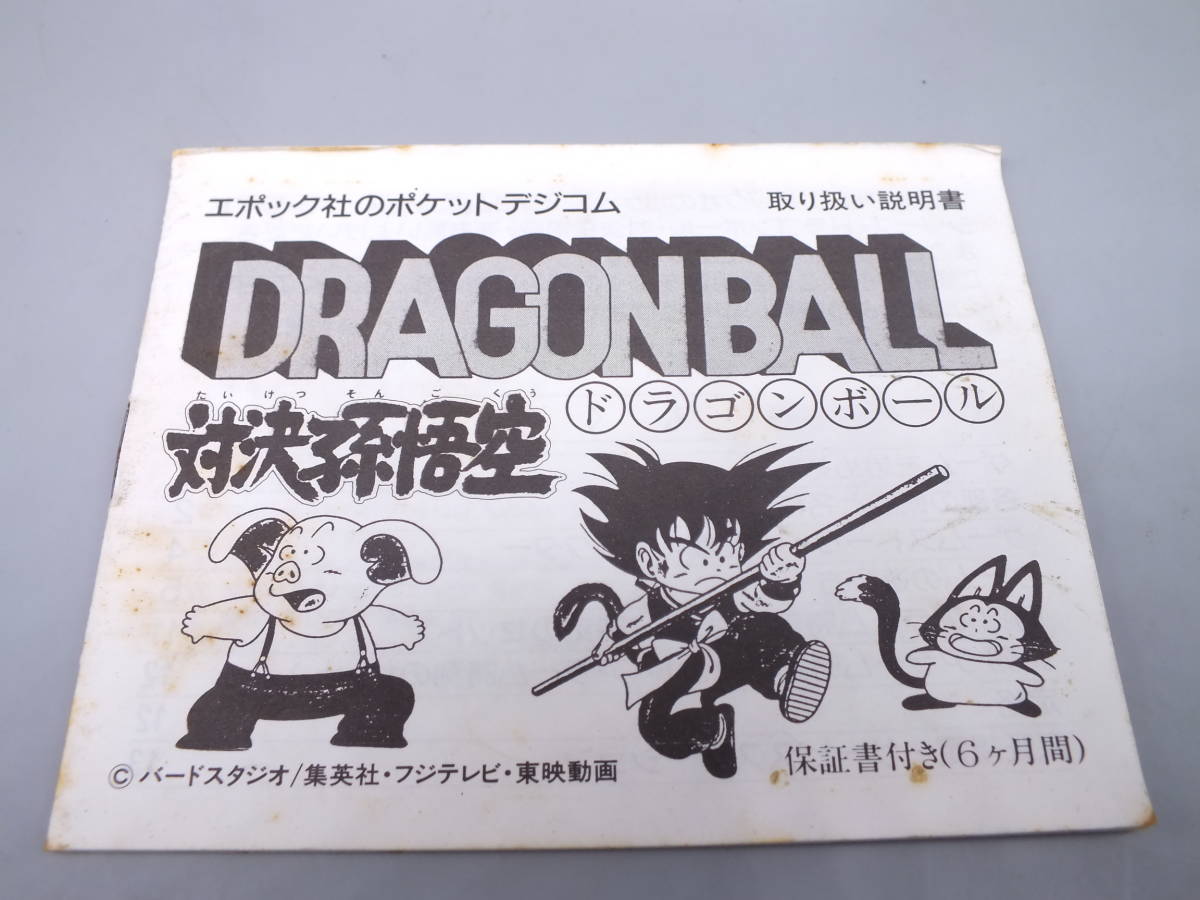 エポック社のポケットデジコム 取り扱い説明書
DRAGONBALL
ドラゴンボール
たいけつ そんごくう
対決孫悟空
©バードスタジオ/集英社・フジテレビ・東映動画
保証書付き(6ヶ月間)